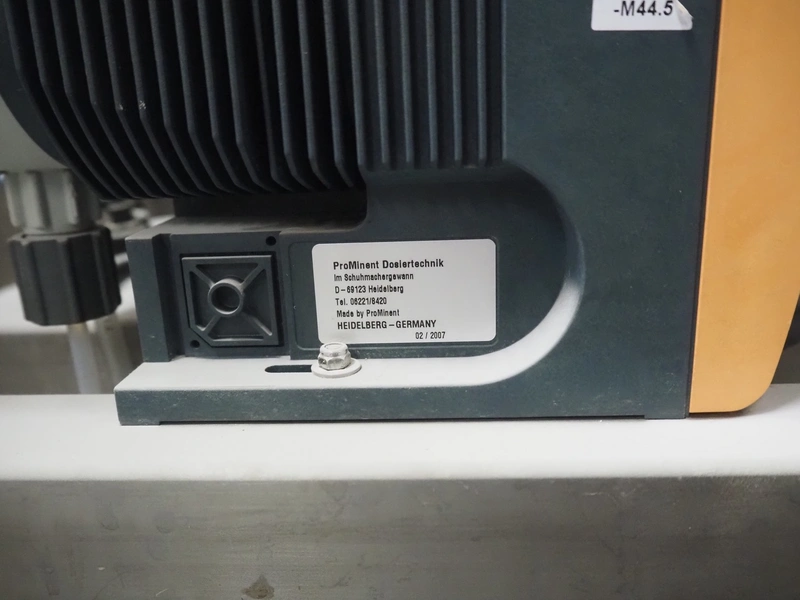 -M44.5
ProMinent Dosiertechnik
Im Schuhmachergewann
D-69123 Heidelberg
Tel. 06221/8420
Made by ProMinent
HEIDELBERG-GERMANY
02 / 2007